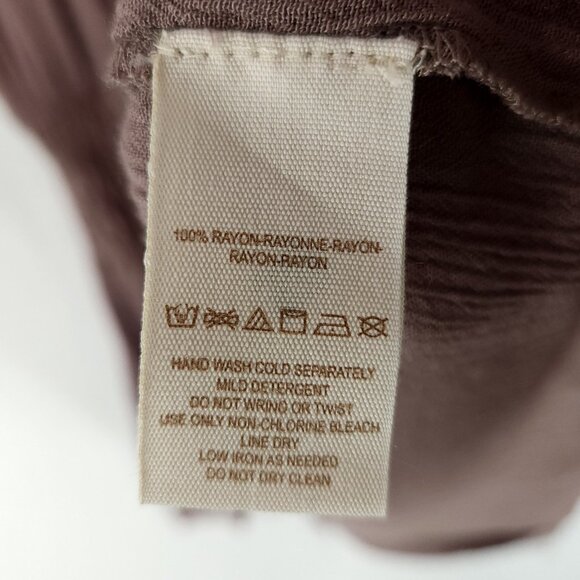 100% RAYON-RAYONNE-RAYON-
RAYON-RAYON
HAND WASH COLD SEPARATELY
MILD DETERGENT
DO NOT WRING OR TWIST
USE ONLY NON-CHLORINE BLEACH
LINE DRY
LOW IRON AS NEEDED
DO NOT DRY CLEAN